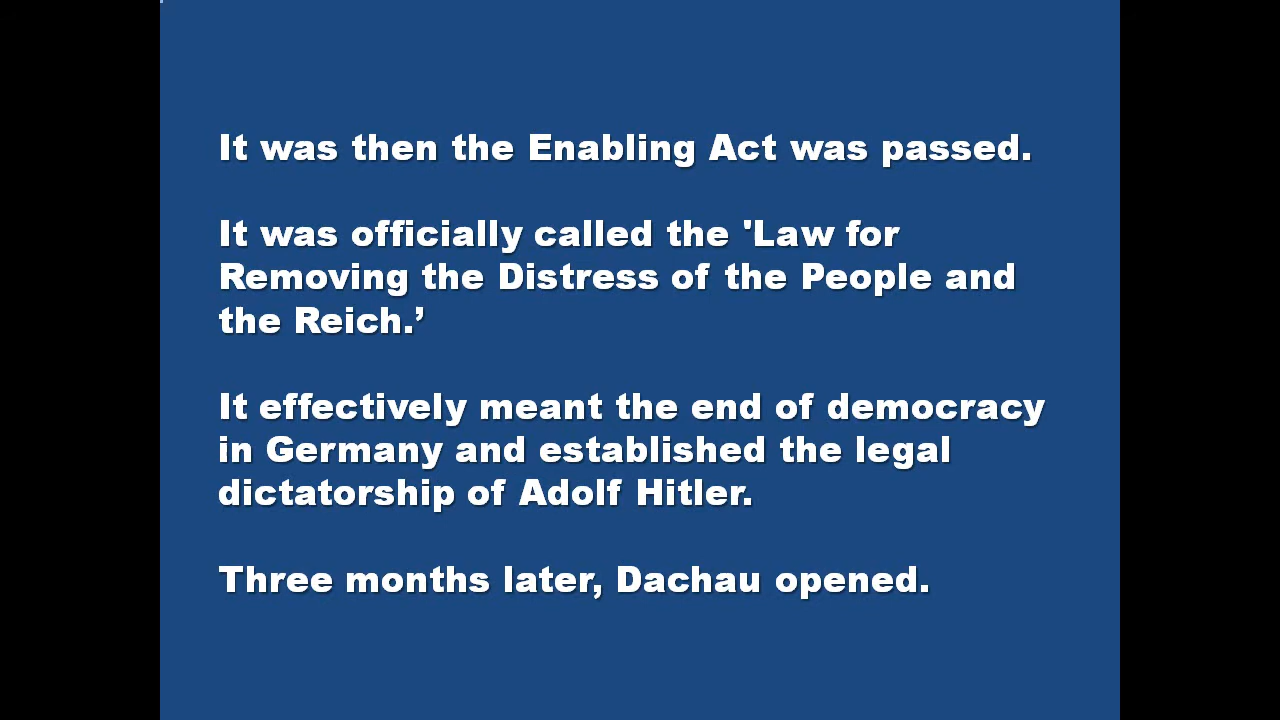 It was then the Enabling Act was passed.
It was officially called the 'Law for
Removing the Distress of the People and
the Reich.’
It effectively meant the end of democracy
in Germany and established the legal
dictatorship of Adolf Hitler.
Three months later, Dachau opened.